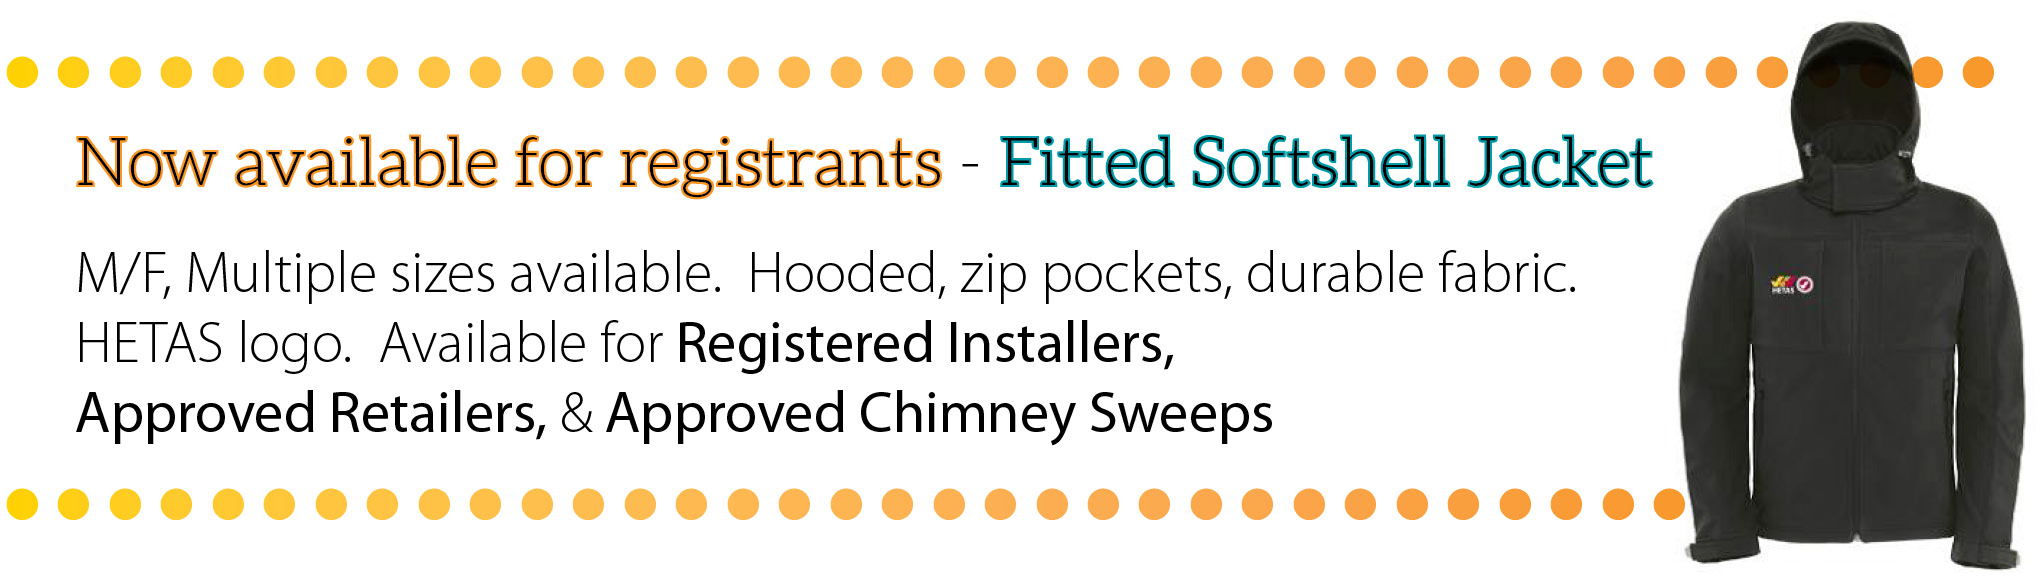 Now available for registrants - Fitted Softshell Jacket
M/F, Multiple sizes available.  Hooded, zip pockets, durable fabric.
HETAS logo.  Available for Registered Installers,
Approved Retailers, & Approved Chimney Sweeps
HETAS